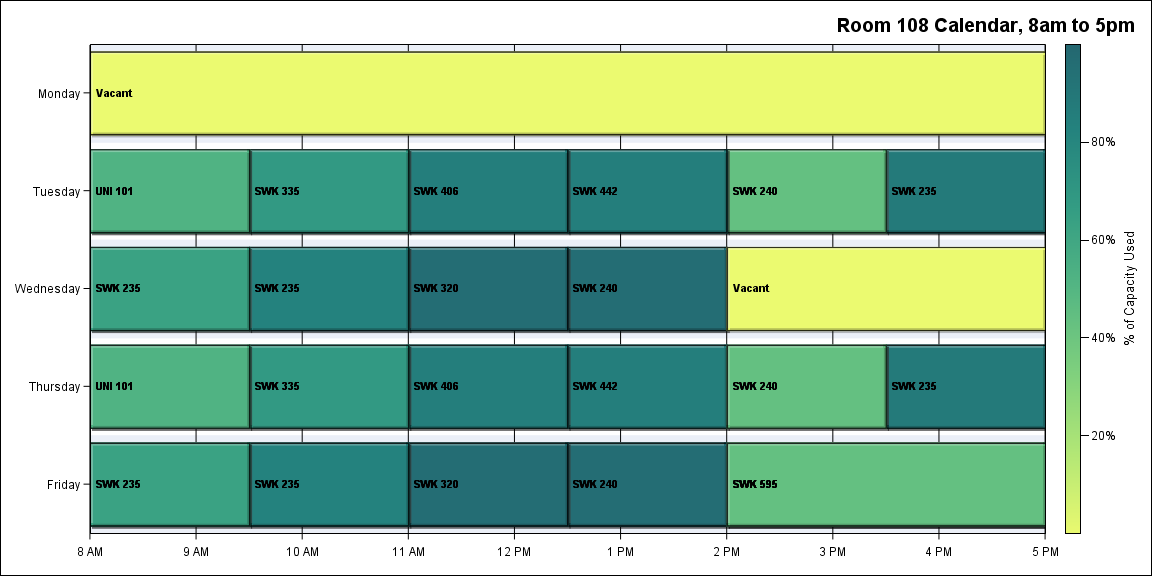 Room 108 Calendar, 8am to 5pm
Monday
Vacant
Tuesday
UNI 101
SWK 335
SWK 406
SWK 442
SWK 240
SWK 235
Wednesday
SWK 235
SWK 235
SWK 320
SWK 240
Vacant
Thursday
UNI 101
SWK 335
SWK 406
SWK 442
SWK 240
SWK 235
Friday
SWK 235
SWK 235
SWK 320
SWK 240
SWK 595
8 AM
9 AM
10 AM
11 AM
12 PM
1 PM
2 PM
3 PM
4 PM
5 PM
80%
60%
40%
20%
% of Capacity Used